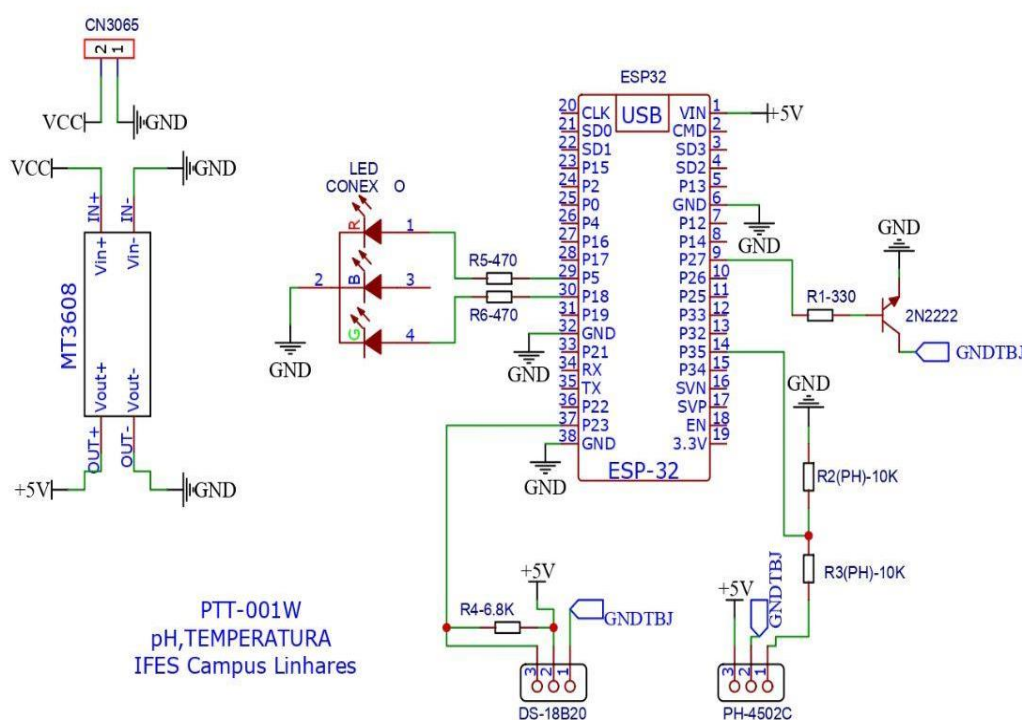 CN3065
2
1
VCC
GND
VCC
GND
IN+
IN-
Vin+
Vin-
MT3608
Vout+
Vout-
OUT+
OUT-
+5V
GND
LED
CONEX O
R
1
2
B
3
G
4
GND
R5-470
R6-470
ESP32
USB
20 CLK
21 SD0
22 SD1
23 P15
24 P2
25 P0
26 P4
27 P16
28 P17
29 P5
30 P18
31 P19
32 GND
33 P21
34 RX
35 TX
36 P22
37 P23
38 GND
VIN 1
CMD 2
SD3 3
SD2 4
P13 5
GND 6
P12 7
P14 8
P27 9
P26 10
P25 11
P33 12
P32 13
P35 14
P34 15
SVN 16
SVP 17
EN 18
3.3V 19
ESP-32
+5V
GND
GND
GND
GND
R1-330
2N2222
GNDTBJ
GND
R2(PH)-10K
R3(PH)-10K
+5V
R4-6.8K
GNDTBJ
3
2
1
DS-18B20
+5V
GNDTBJ
3
2
1
PH-4502C
PTT-001W
pH,TEMPERATURA
IFES Campus Linhares